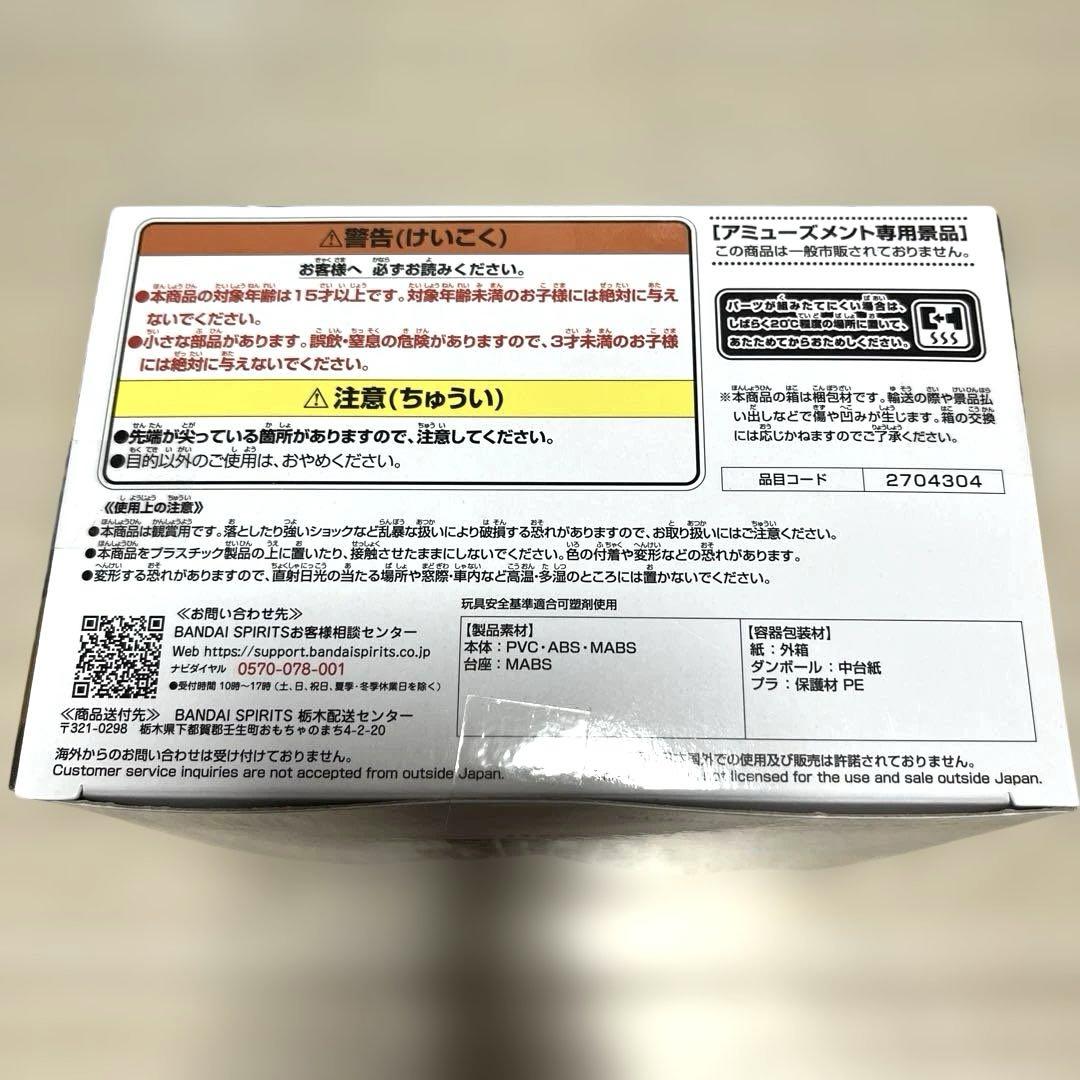 ⚠警告(けいこく)
お客様へ 必ずお読みください。
●本商品の対象年齢は15才以上です。対象年齢未満のお子様には絶対に与え
ないでください。
●小さな部品があります。誤飲・窒息の危険がありますので、3才未満のお子様
には絶対に与えないでください。
⚠注意(ちゅうい)
●先端が尖っている箇所がありますので、注意してください。
●目的以外のご使用は、おやめください。
[アミューズメント専用景品]
この商品は一般市販されておりません。
パーツが組みたてにくい場合は、
しばらく20℃程度の場所に置いて、
あたためてからおためしください。
※本商品の箱は梱包材です。輸送の際や景品払
い出しなどで傷や凹みが生じます。箱の交換
には応じかねますのでご了承ください。
品目コード 2704304
《使用上の注意》
●本商品は観賞用です。落としたり強いショックなど乱暴な扱いにより破損する恐れがありますので、お取り扱いにはご注意ください。
●本商品をプラスチック製品の上に置いたり、接触させたままにしないでください。色の付着や変形などの恐れがあります。
●変形する恐れがありますので、直射日光の当たる場所や窓際・車内など高温・多湿のところには置かないでください。
≪お問い合わせ先≫
BANDAI SPIRITSお客様相談センター
Web https://support.bandaispirits.co.jp
ナビダイヤル 0570-078-001
●受付時間 10時〜17時 (土、日、祝日、夏季・冬季休業日を除く)
≪商品送付先≫ BANDAI SPIRITS 栃木配送センター
〒321-0298 栃木県下都賀郡壬生町おもちゃのまち4-2-20
玩具安全基準適合可塑剤使用
【製品素材】
本体:PVC・ABS・MABS
台座:MABS
【容器包装材】
紙:外箱
ダンボール:中台紙
プラ:保護材 PE
海外からのお問い合わせは受け付けておりません。
Customer service inquiries are not accepted from outside Japan.
国外での使用及び販売は許諾されておりません。
licensed for the use and sale outside Japan.